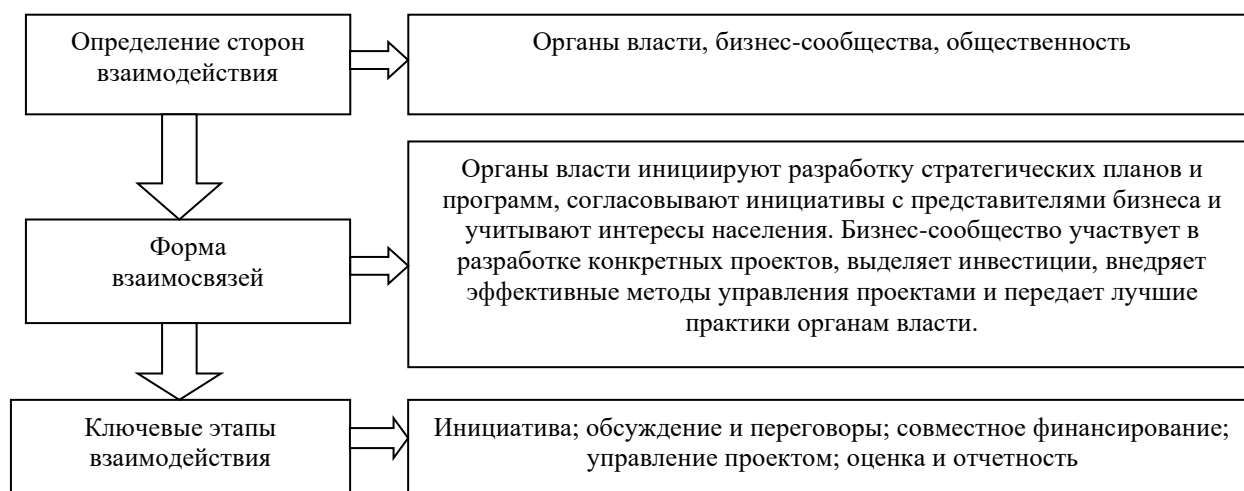 Определение сторон
взаимодействия
Органы власти, бизнес-сообщества, общественность
Форма
взаимосвязей
Органы власти инициируют разработку стратегических планов и
программ, согласовывают инициативы с представителями бизнеса и
учитывают интересы населения. Бизнес-сообщество участвует в
разработке конкретных проектов, выделяет инвестиции, внедряет
эффективные методы управления проектами и передает лучшие
практики органам власти.
Ключевые этапы
взаимодействия
Инициатива; обсуждение и переговоры; совместное финансирование;
управление проектом; оценка и отчетность